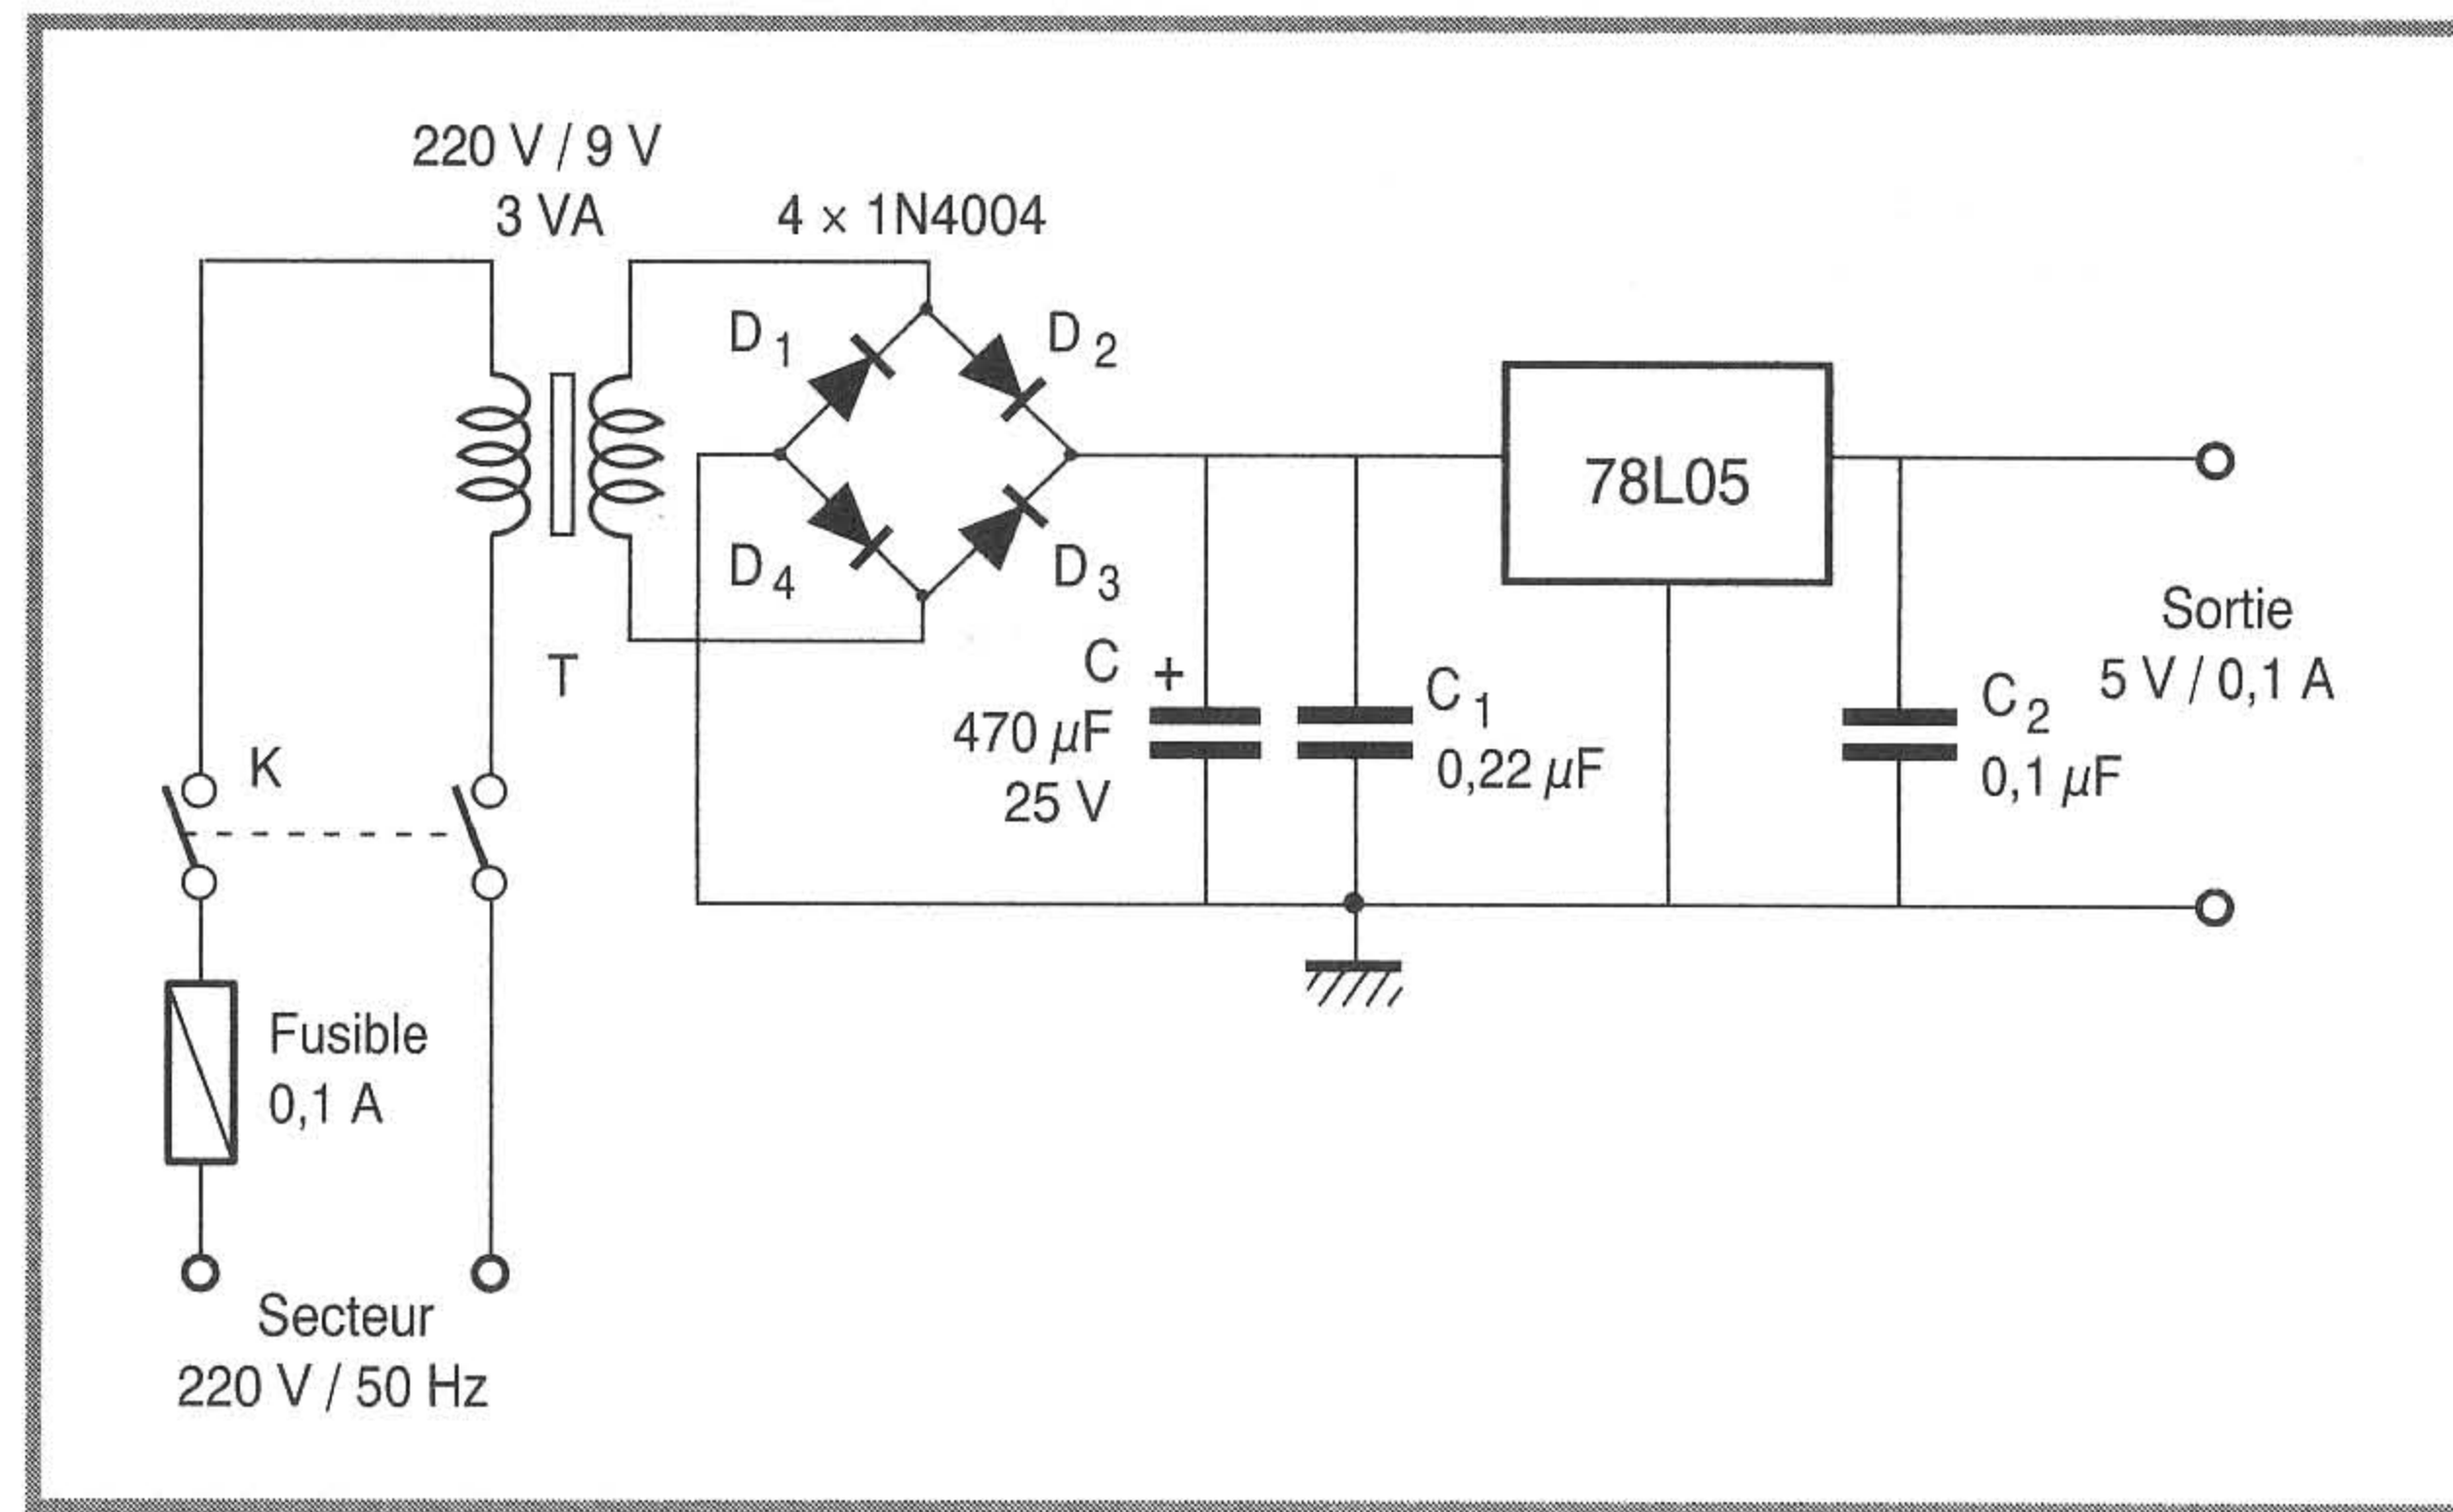 220 V / 9 V
3 VA
4 × 1N4004
D 1
D 2
D 4
D 3
T
K
78L05
C +
470 µF
25 V
C 1
0,22 µF
C 2
0,1 µF
Sortie
5 V / 0,1 A
Fusible
0,1 A
Secteur
220 V / 50 Hz